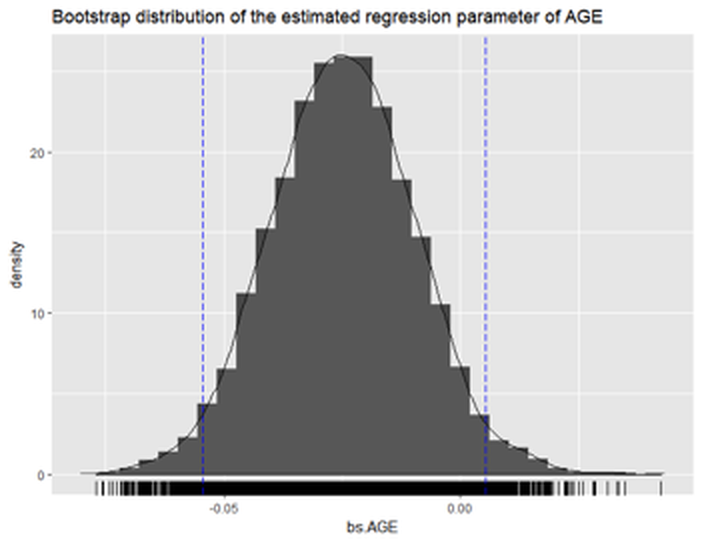 Bootstrap distribution of the estimated regression parameter of AGE
density
20
10
0
-0.05 0.00
bs.AGE